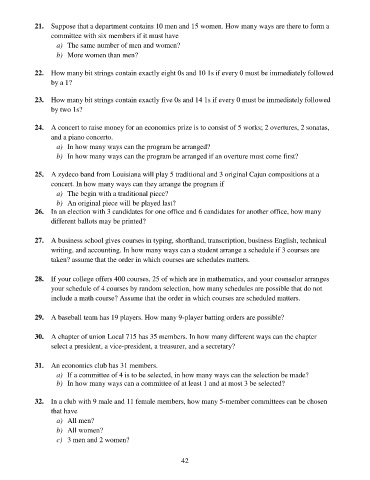 21. Suppose that a department contains 10 men and 15 women. How many ways are there to form a
committee with six members if it must have
a) The same number of men and women?
b) More women than men?
22. How many bit strings contain exactly eight 0s and 10 1s if every 0 must be immediately followed
by a 1?
23. How many bit strings contain exactly five 0s and 14 1s if every 0 must be immediately followed
by two 1s?
24. A concert to raise money for an economics prize is to consist of 5 works; 2 overtures, 2 sonatas,
and a piano concerto.
a) In how many ways can the program be arranged?
b) In how many ways can the program be arranged if an overture must come first?
25. A zydeco band from Louisiana will play 5 traditional and 3 original Cajun compositions at a
concert. In how many ways can they arrange the program if
a) The begin with a traditional piece?
b) An original piece will be played last?
26. In an election with 3 candidates for one office and 6 candidates for another office, how many
different ballots may be printed?
27. A business school gives courses in typing, shorthand, transcription, business English, technical
writing, and accounting. In how many ways can a student arrange a schedule if 3 courses are
taken? assume that the order in which courses are schedules matters.
28. If your college offers 400 courses, 25 of which are in mathematics, and your counselor arranges
your schedule of 4 courses by random selection, how many schedules are possible that do not
include a math course? Assume that the order in which courses are scheduled matters.
29. A baseball team has 19 players. How many 9-player batting orders are possible?
30. A chapter of union Local 715 has 35 members. In how many different ways can the chapter
select a president, a vice-president, a treasurer, and a secretary?
31. An economics club has 31 members.
a) If a committee of 4 is to be selected, in how many ways can the selection be made?
b) In how many ways can a committee of at least 1 and at most 3 be selected?
32. In a club with 9 male and 11 female members, how many 5-member committees can be chosen
that have
a) All men?
b) All women?
c) 3 men and 2 women?
42